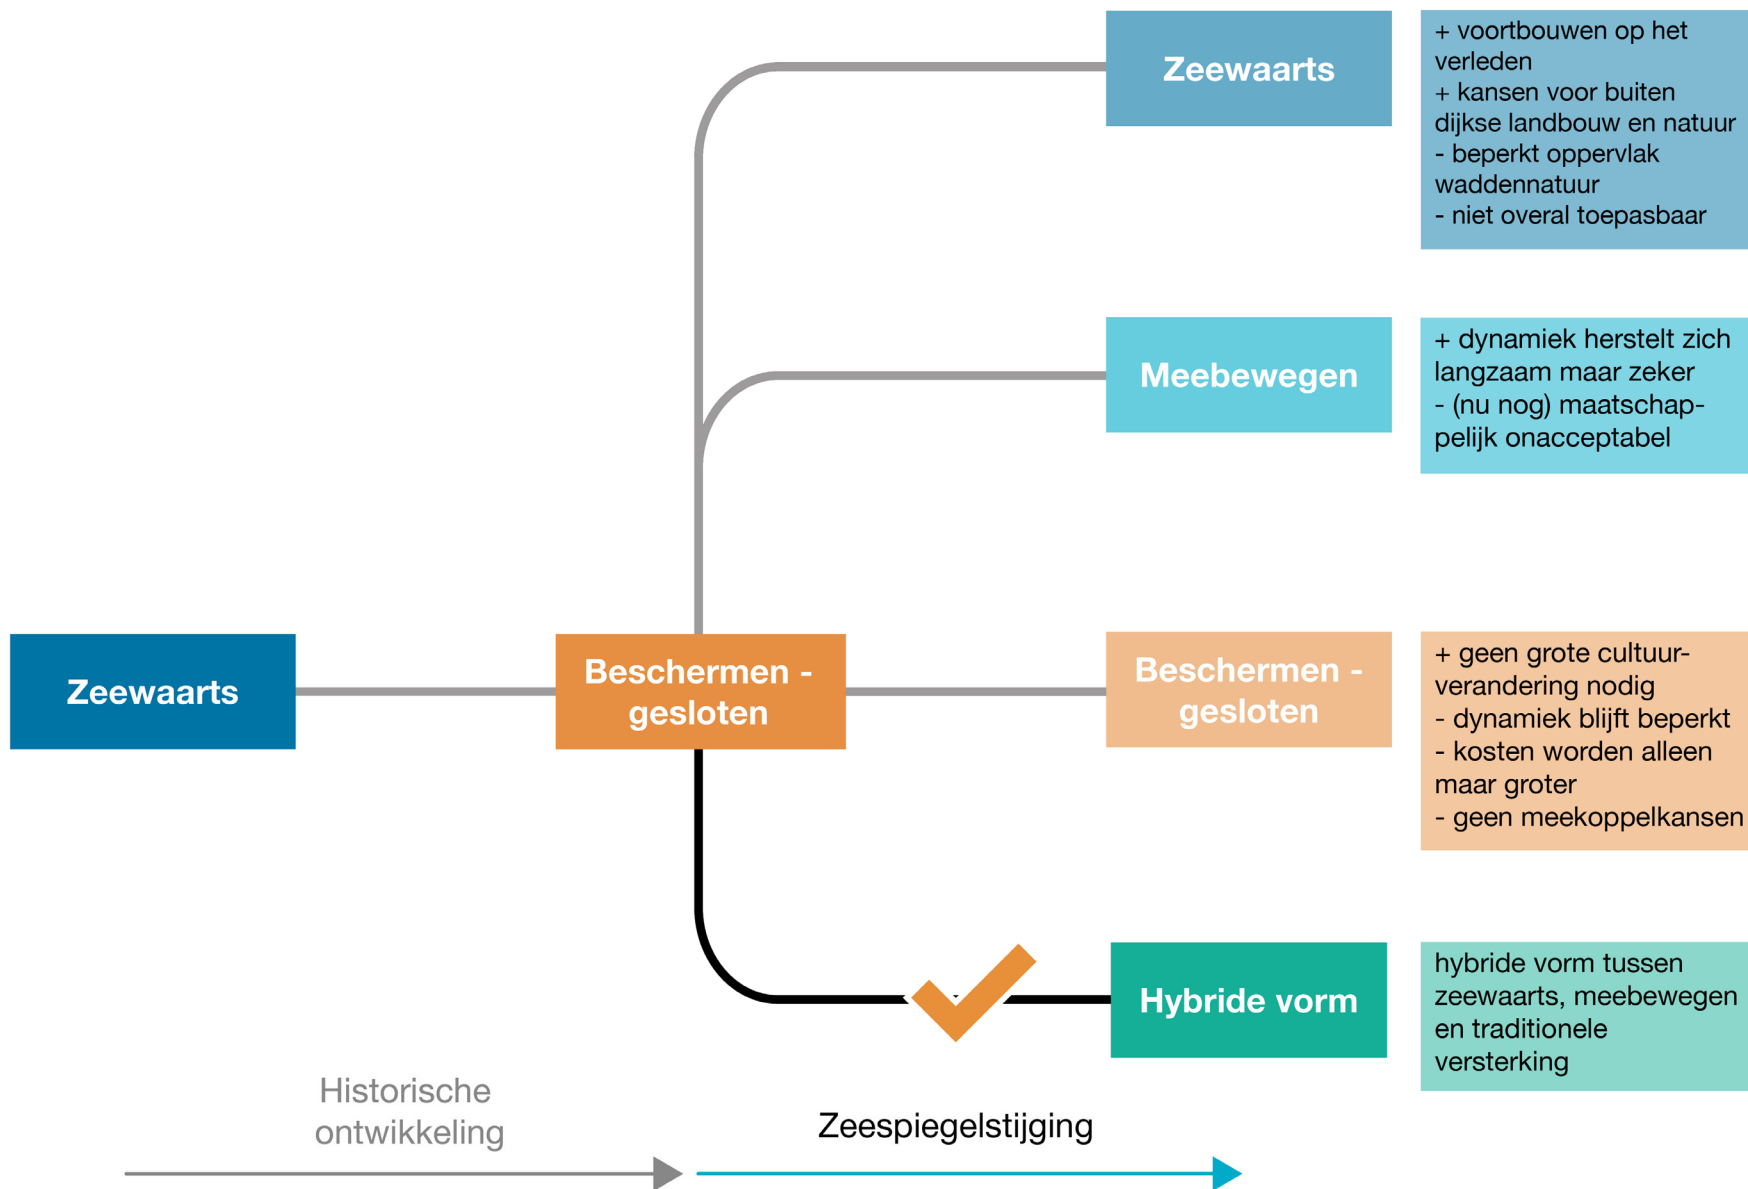 Zeewaarts
+ voortbouwen op het
verleden
+ kansen voor buiten
dijkse landbouw en natuur
- beperkt oppervlak
waddennatuur
- niet overal toepasbaar
Meebewegen
+ dynamiek herstelt zich
langzaam maar zeker
- (nu nog) maatschap-
pelijk onacceptabel
Zeewaarts
Beschermen -
gesloten
Beschermen -
gesloten
+ geen grote cultuur-
verandering nodig
- dynamiek blijft beperkt
- kosten worden alleen
maar groter
- geen meekoppelkansen
Hybride vorm
hybride vorm tussen
zeewaarts, meebewegen
en traditionele
versterking
Historische
ontwikkeling
Zeespiegelstijging